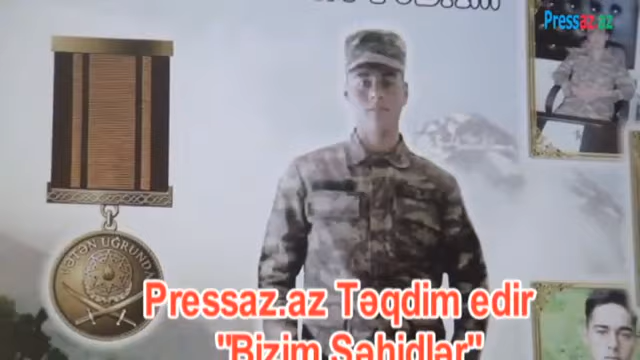 Pressaz.az
VƏTƏN UĞRUNDA
Pressaz.az Təqdim edir
"Bizim Şəhidlər"